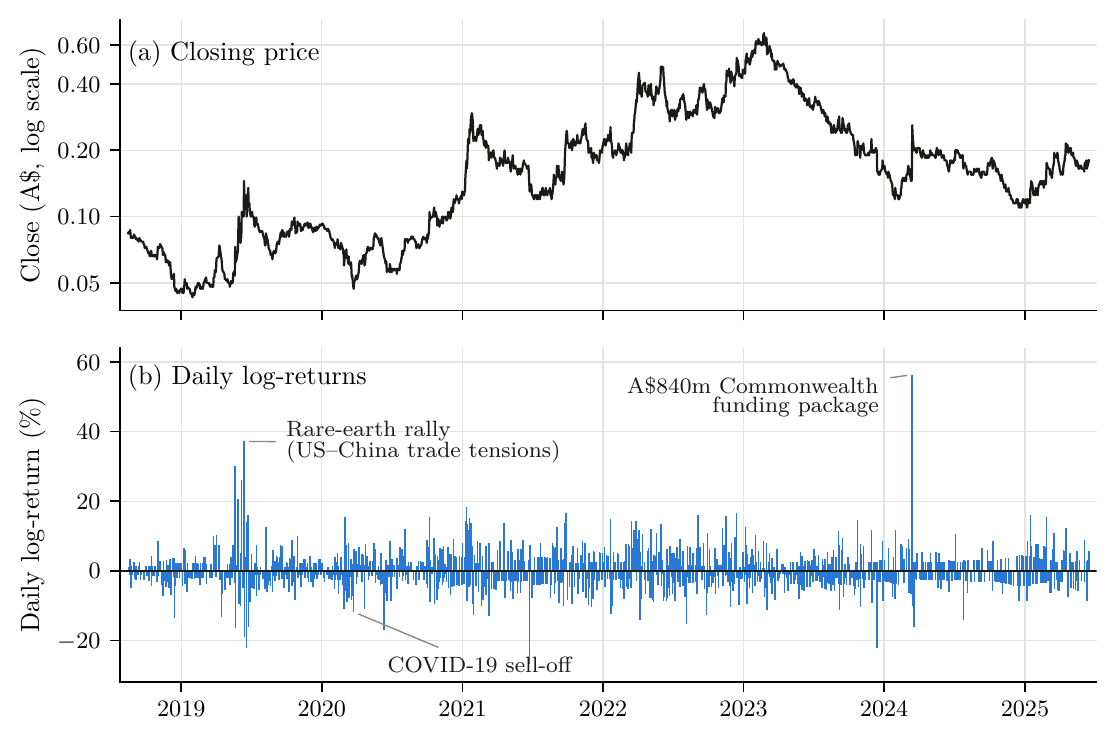 (a) Closing price
Close (A$, log scale)
0.60
0.40
0.20
0.10
0.05
(b) Daily log-returns
Daily log-return (%)
60
40
20
0
−20
A$840m Commonwealth
funding package
Rare-earth rally
(US–China trade tensions)
COVID-19 sell-off
2019
2020
2021
2022
2023
2024
2025